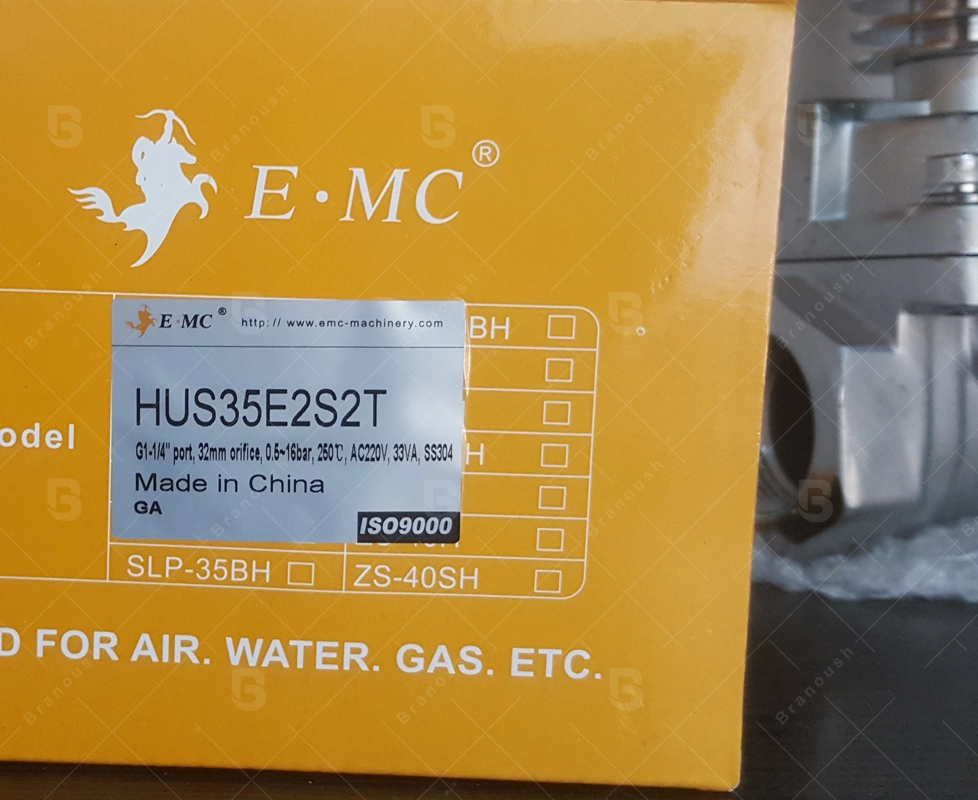 E·MC®
E·MC® http:// www.emc-machinery.com
BH
HUS35E2S2T
odel
G1-1/4" port, 32mm orifice, 0.5~16bar, 250℃, AC220V, 33VA, SS304
H
Made in China
GA
ISO9000
SLP-35BH ZS-40SH
D FOR AIR. WATER. GAS. ETC.
Branoush